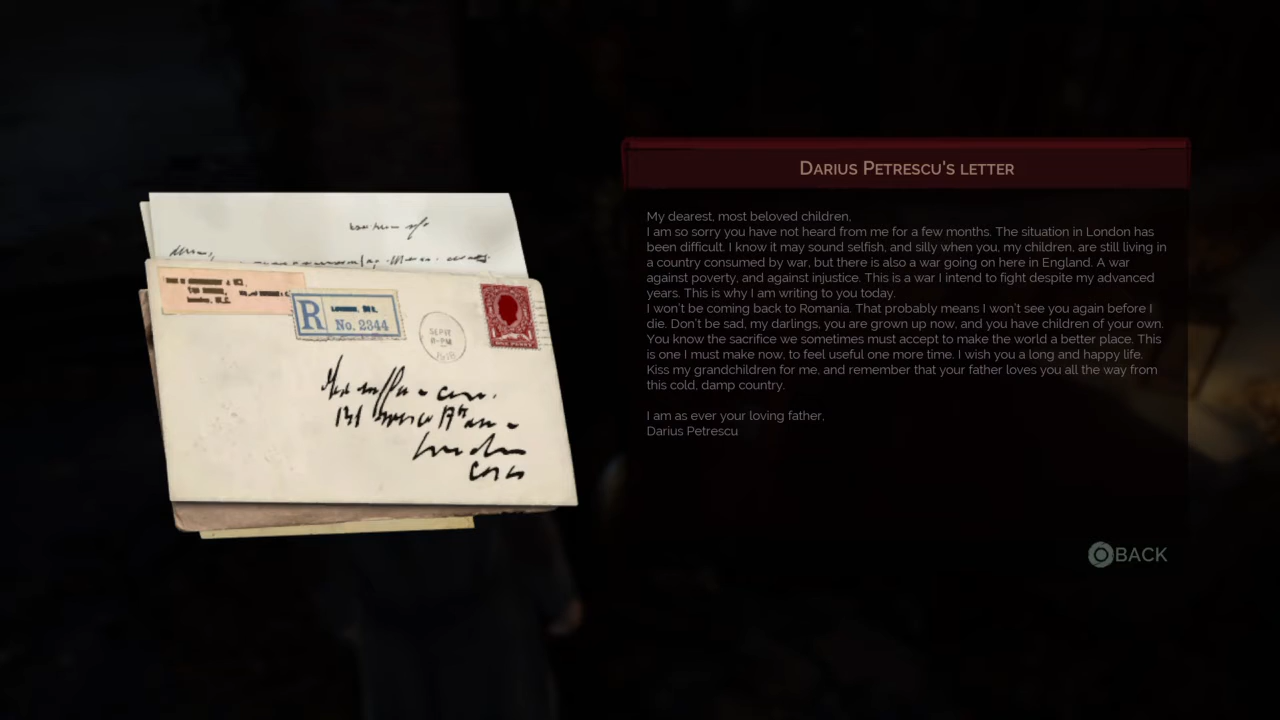 London, W.C.
R
No. 2344
SEP 12
8-PM
1918
ONE PENNY
London
DARIUS PETRESCU'S LETTER
My dearest, most beloved children.
I am so sorry you have not heard from me for a few months. The situation in London has
been difficult. I know it may sound selfish, and silly when you, my children, are still living in
a country consumed by war, but there is also a war going on here in England. A war
against poverty, and against injustice. This is a war I intend to fight despite my advanced
years. This is why I am writing to you today.
I won't be coming back to Romania. That probably means I won't see you again before I
die. Don't be sad, my darlings, you are grown up now, and you have children of your own.
You know the sacrifice we sometimes must accept to make the world a better place. This
is one I must make now, to feel useful one more time. I wish you a long and happy life.
Kiss my grandchildren for me, and remember that your father loves you all the way from
this cold, damp country.
I am as ever your loving father,
Darius Petrescu
BACK